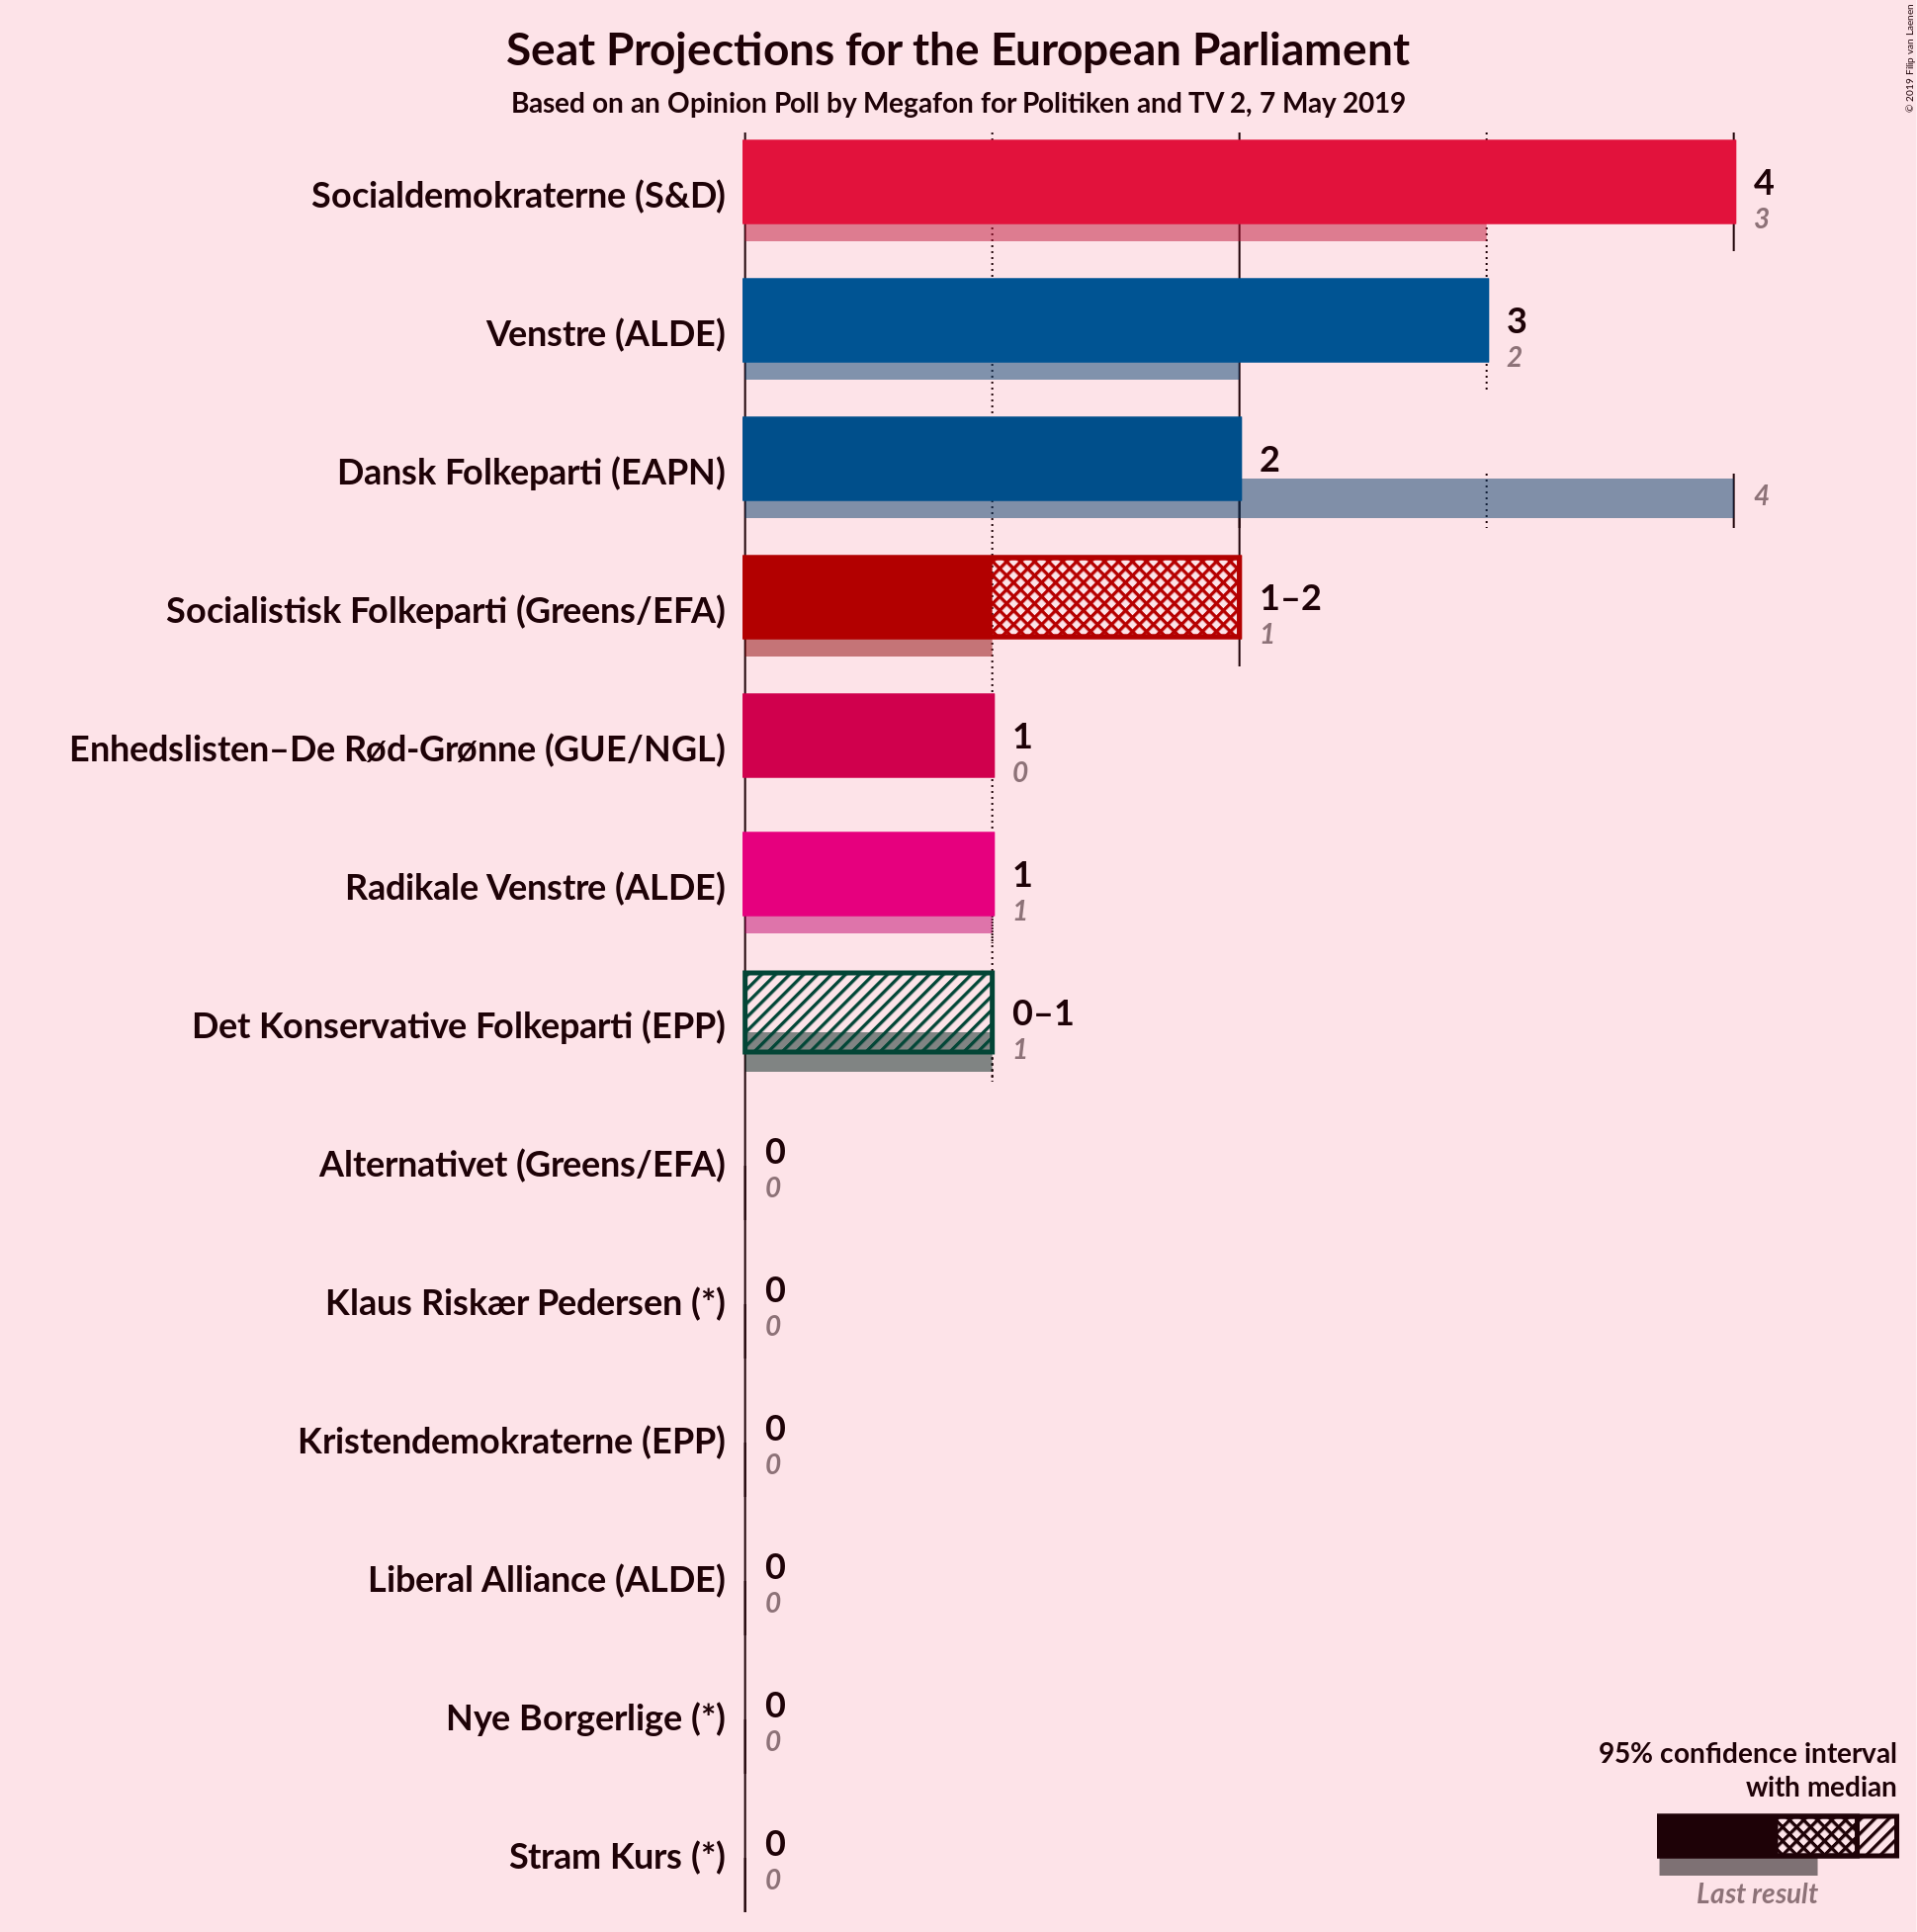 Seat Projections for the European Parliament
Based on an Opinion Poll by Megafon for Politiken and TV 2, 7 May 2019
© 2019 Filip van Laenen
Socialdemokraterne (S&D)
4
3
Venstre (ALDE)
3
2
Dansk Folkeparti (EAPN)
2
4
Socialistisk Folkeparti (Greens/EFA)
1–2
1
Enhedslisten–De Rød-Grønne (GUE/NGL)
1
0
Radikale Venstre (ALDE)
1
1
Det Konservative Folkeparti (EPP)
0–1
1
Alternativet (Greens/EFA)
0
0
Klaus Riskær Pedersen (*)
0
0
Kristendemokraterne (EPP)
0
0
Liberal Alliance (ALDE)
0
0
Nye Borgerlige (*)
0
0
Stram Kurs (*)
0
0
95% confidence interval
with median
Last result